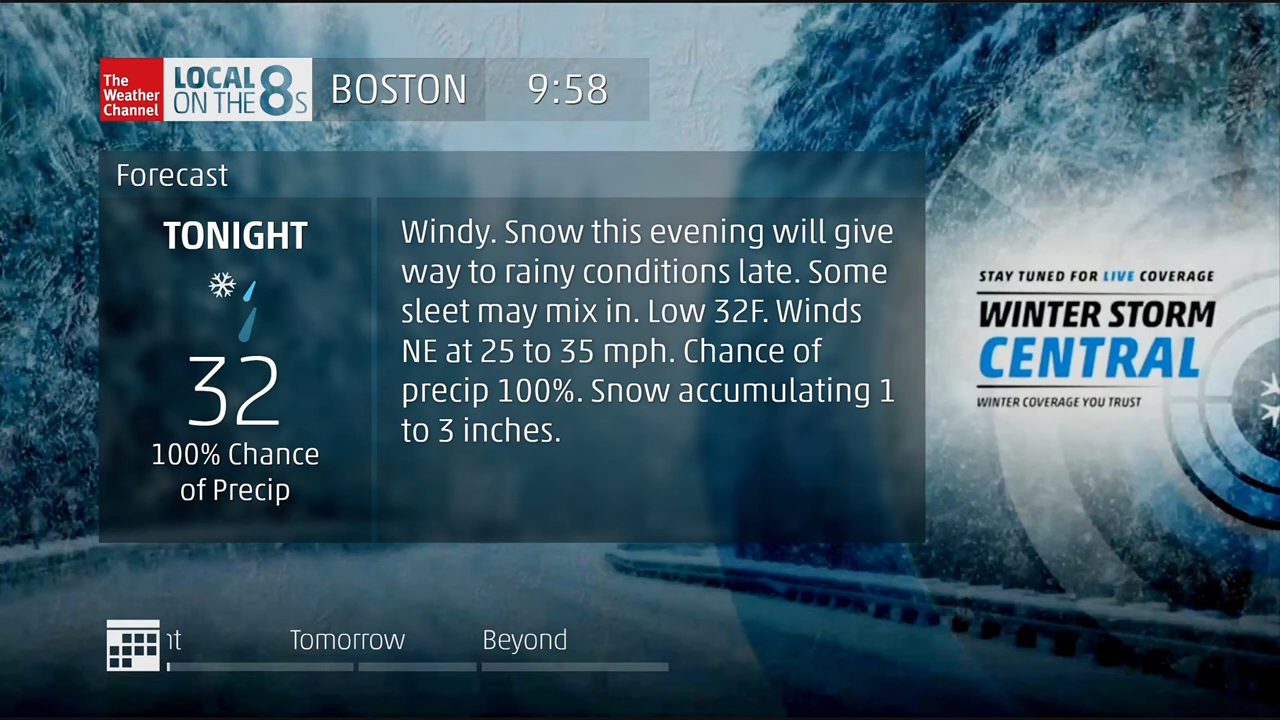 The
Weather
Channel
LOCAL
ON THE 8s
BOSTON
9:58
Forecast
TONIGHT
32
100% Chance
of Precip
Windy. Snow this evening will give
way to rainy conditions late. Some
sleet may mix in. Low 32F. Winds
NE at 25 to 35 mph. Chance of
precip 100%. Snow accumulating 1
to 3 inches.
STAY TUNED FOR LIVE COVERAGE
WINTER STORM
CENTRAL
WINTER COVERAGE YOU TRUST
nt
Tomorrow
Beyond